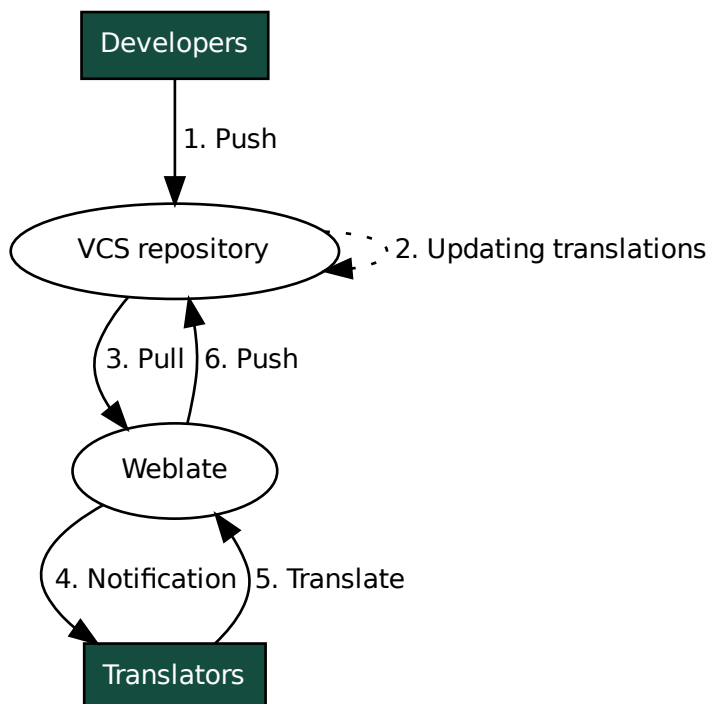 Developers
1. Push
VCS repository
2. Updating translations
3. Pull
6. Push
Weblate
4. Notification
5. Translate
Translators